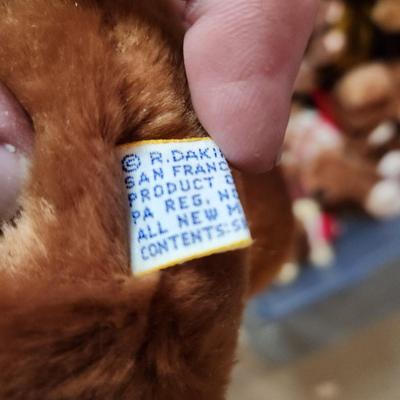 © R.DAKI
SAN FRANC
PRODUCT
PA REG. N
ALL NEW M
CONTENTS:S